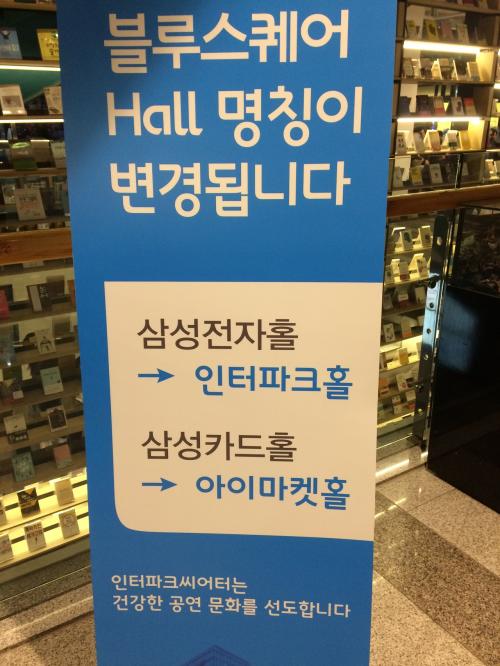 블루스퀘어
Hall 명칭이
변경됩니다
삼성전자홀
→ 인터파크홀
삼성카드홀
→ 아이마켓홀
인터파크씨어터는
건강한 공연 문화를 선도합니다